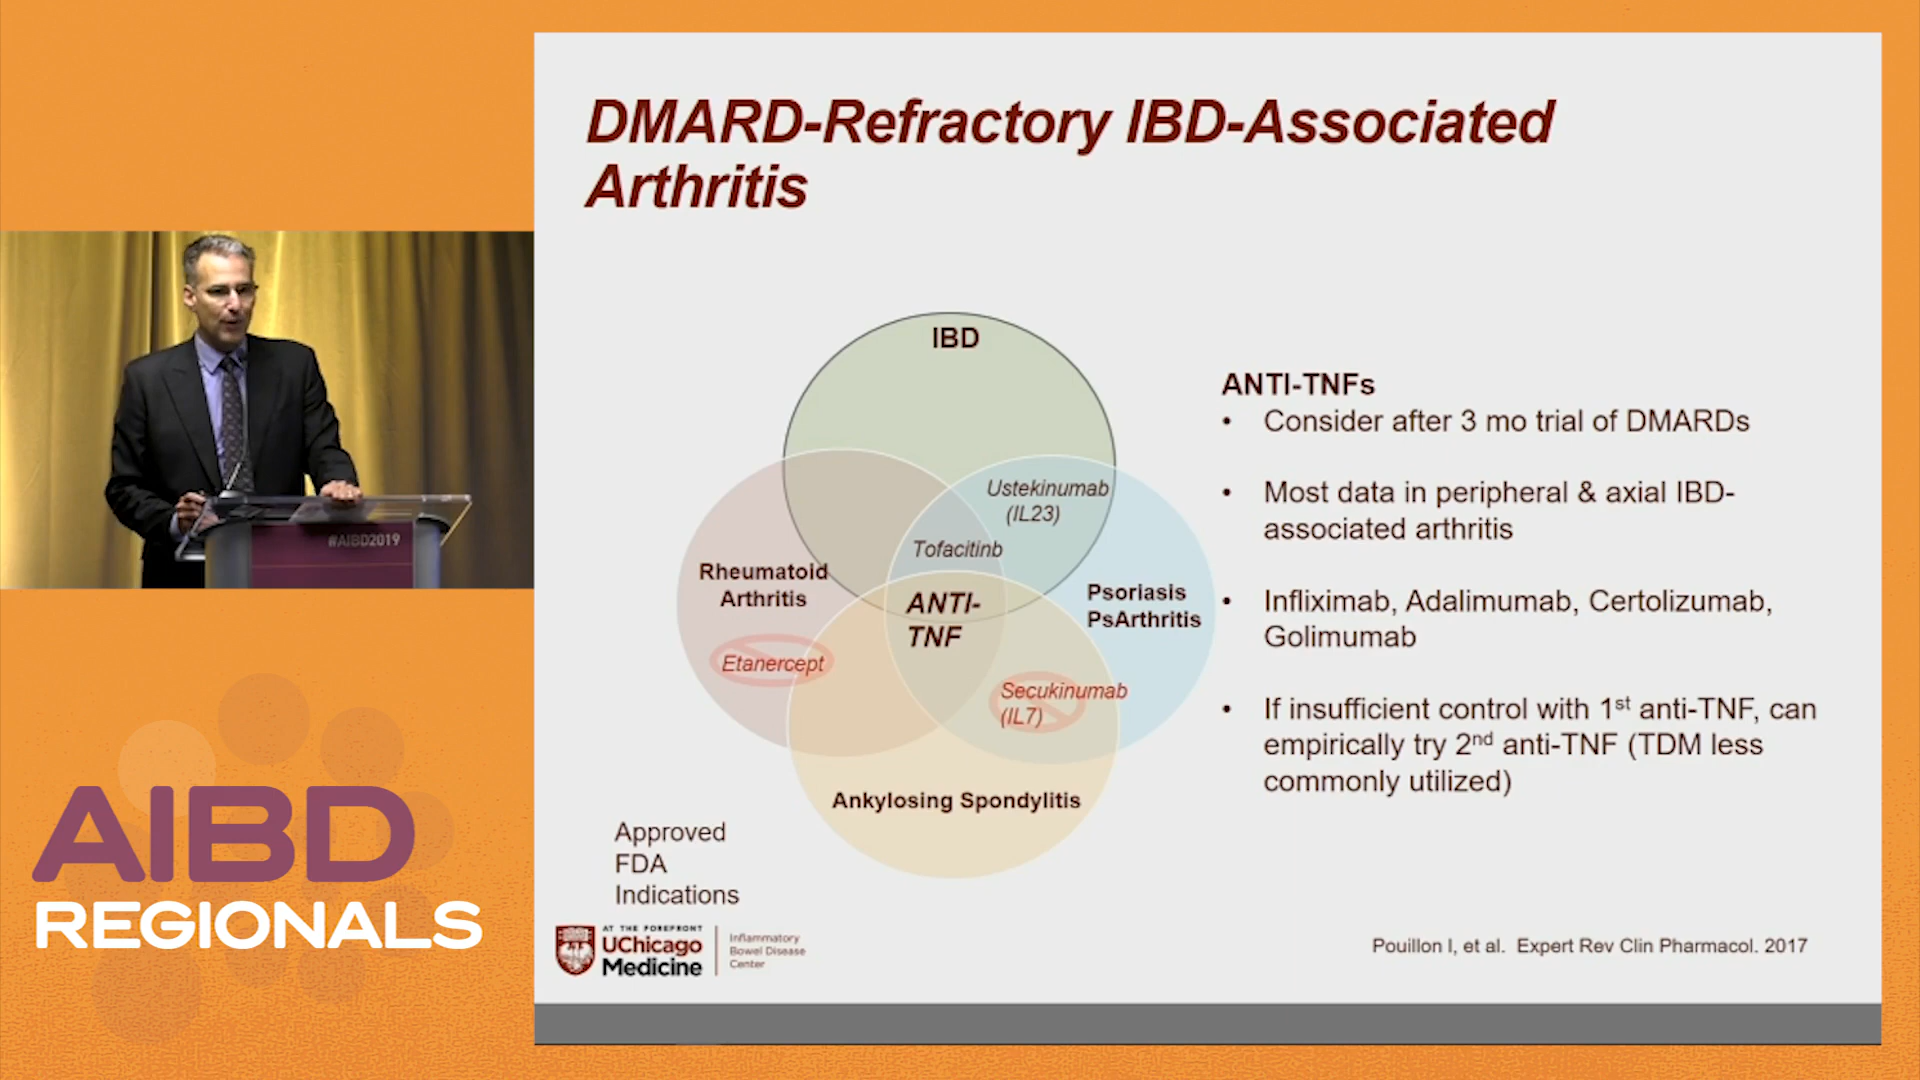 DMARD-Refractory IBD-Associated
Arthritis
IBD
Ustekinumab
(IL23)
Tofacitinb
Rheumatoid
Arthritis
ANTI-
TNF
Psoriasis
PsArthritis
Etanercept
Secukinumab
(IL7)
Ankylosing Spondylitis
Approved
FDA
Indications
ANTI-TNFs
• Consider after 3 mo trial of DMARDs
• Most data in peripheral & axial IBD-
associated arthritis
• Infliximab, Adalimumab, Certolizumab,
Golimumab
• If insufficient control with 1st anti-TNF, can
empirically try 2nd anti-TNF (TDM less
commonly utilized)
AT THE FOREFRONT
UChicago
Medicine
Inflammatory
Bowel Disease
Center
Pouillon I, et al. Expert Rev Clin Pharmacol. 2017
#AIBD2019
AIBD
REGIONALS